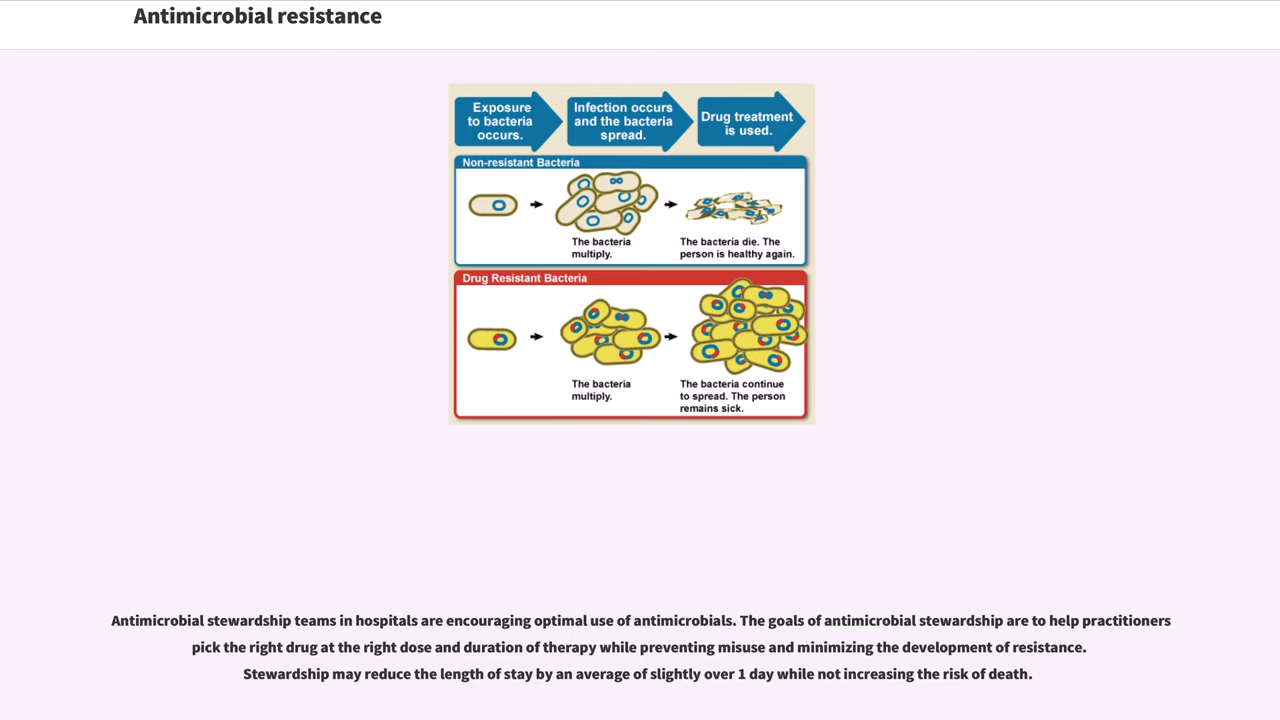 Antimicrobial resistance
Exposure
to bacteria
occurs.
Infection occurs
and the bacteria
spread.
Drug treatment
is used.
Non-resistant Bacteria
The bacteria
multiply.
The bacteria die. The
person is healthy again.
Drug Resistant Bacteria
The bacteria
multiply.
The bacteria continue
to spread. The person
remains sick.
Antimicrobial stewardship teams in hospitals are encouraging optimal use of antimicrobials. The goals of antimicrobial stewardship are to help practitioners
pick the right drug at the right dose and duration of therapy while preventing misuse and minimizing the development of resistance.
Stewardship may reduce the length of stay by an average of slightly over 1 day while not increasing the risk of death.